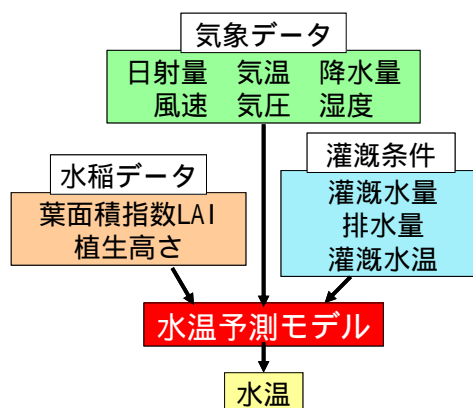 気象データ
日射量 気温 降水量
風速 気圧 湿度
水稲データ
葉面積指数LAI
植生高さ
灌漑条件
灌漑水量
排水量
灌漑水温
水温予測モデル
水温